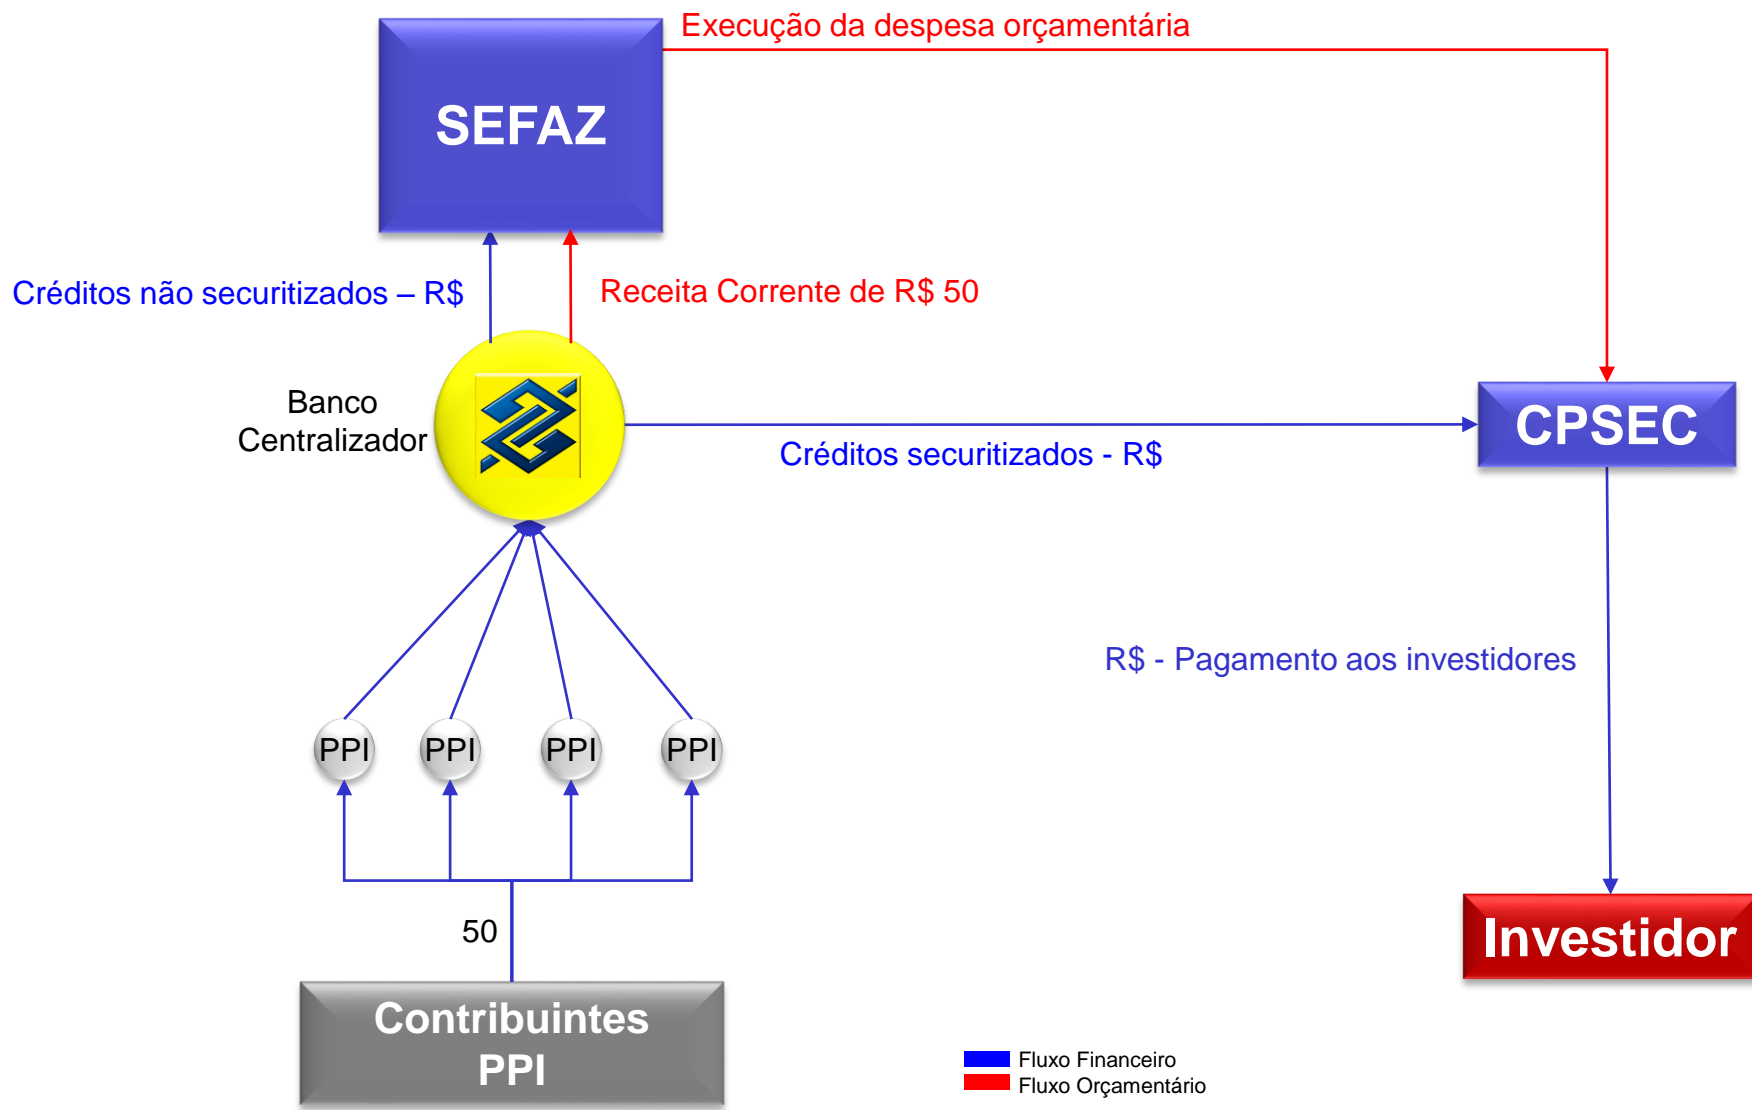 Execução da despesa orçamentária
SEFAZ
Créditos não securitizados – R$
Receita Corrente de R$ 50
Banco
Centralizador
CPSEC
Créditos securitizados - R$
R$ - Pagamento aos investidores
PPI
PPI
PPI
PPI
50
Investidor
Contribuintes
PPI
Fluxo Financeiro
Fluxo Orçamentário